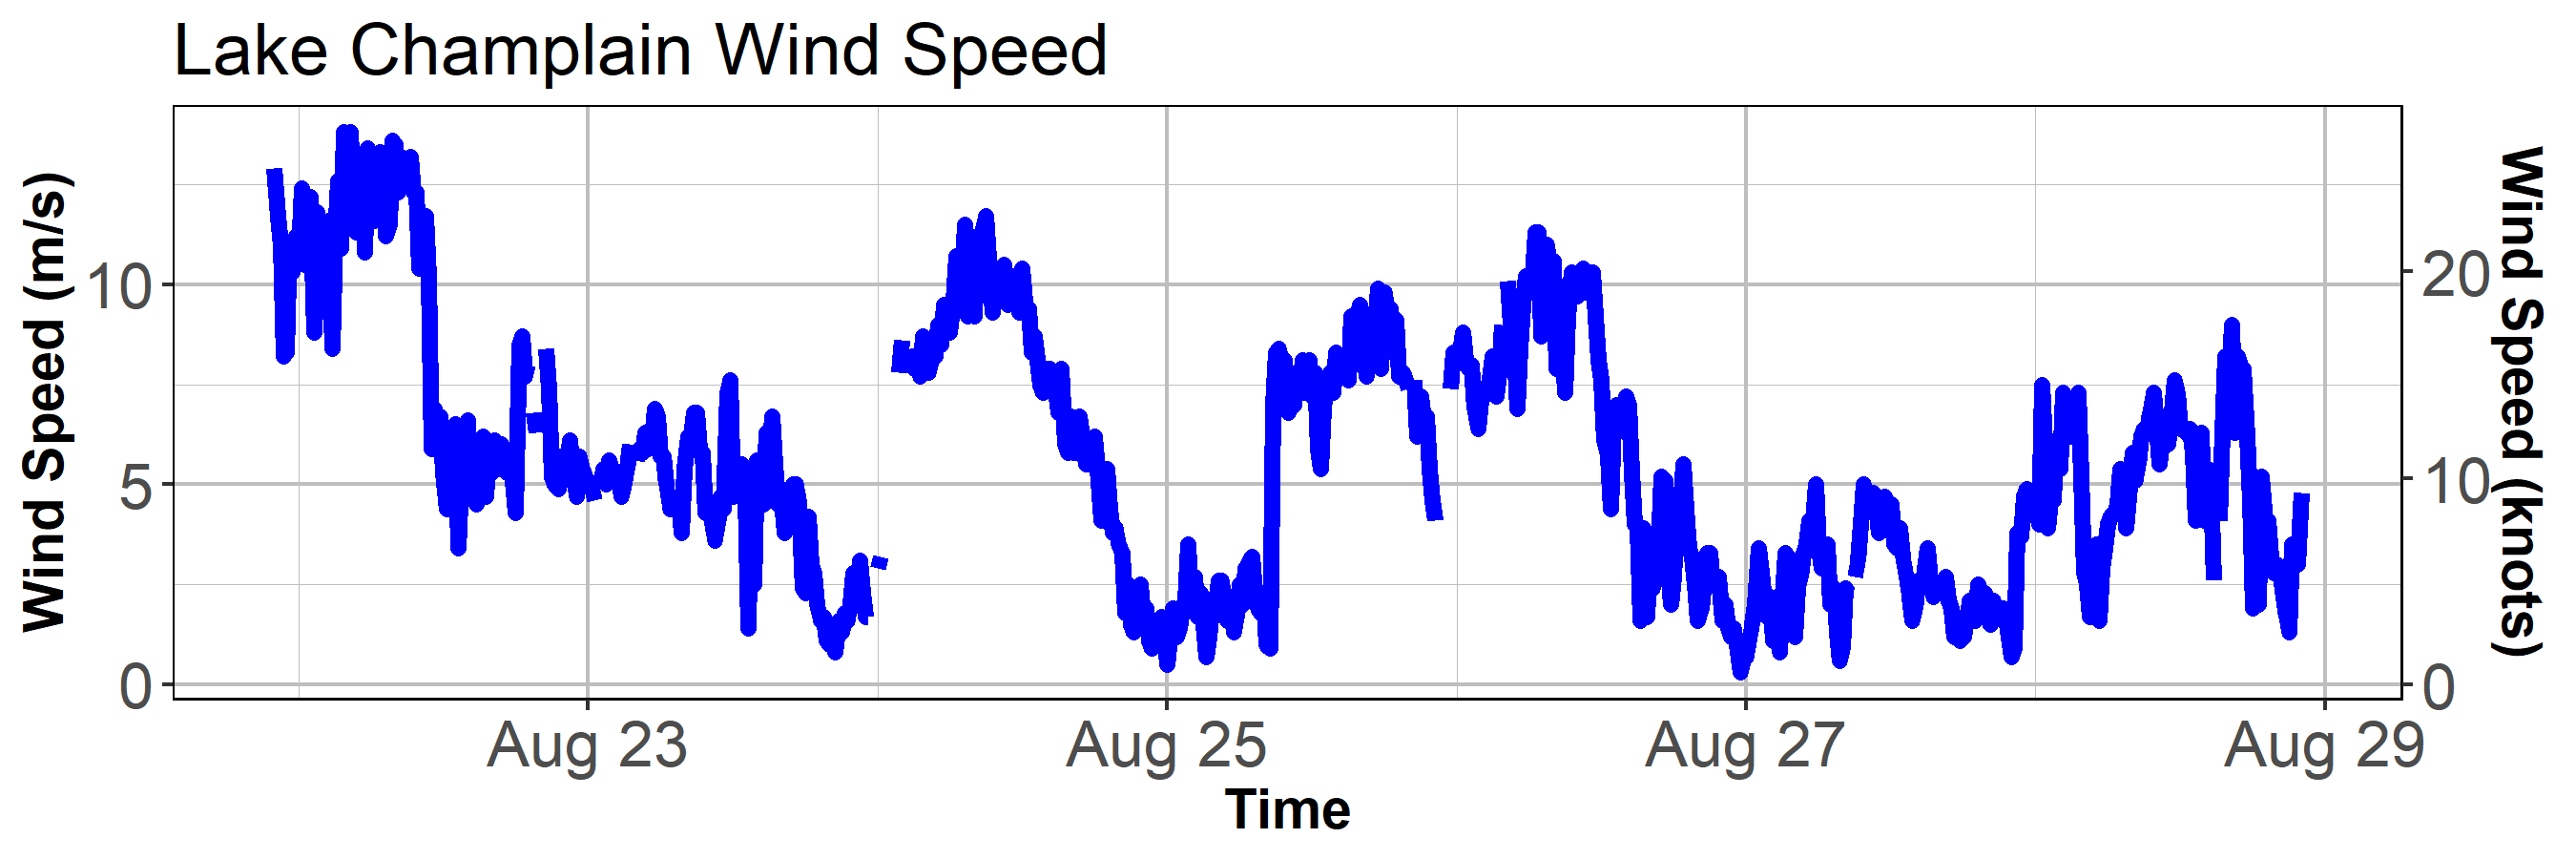 Lake Champlain Wind Speed
Wind Speed (m/s)
10
5
0
20
10
0
Wind Speed (knots)
Aug 23 Aug 25 Aug 27 Aug 29
Time